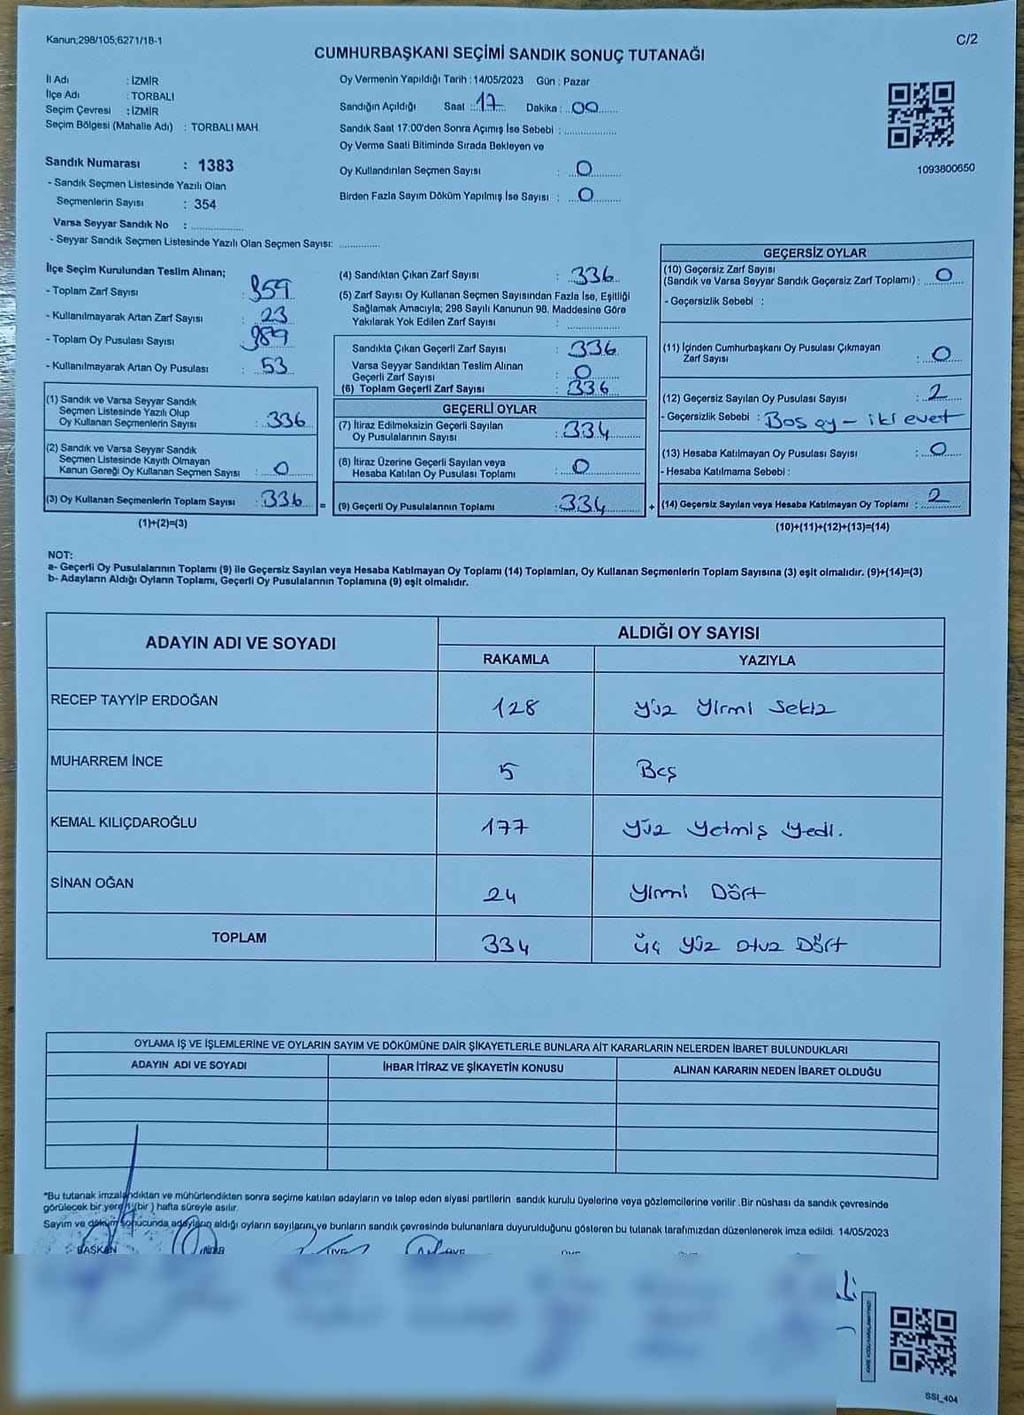 Kanun;298/105;6271/18-1
C/2
CUMHURBAŞKANI SEÇİMİ SANDIK SONUÇ TUTANAĞI
İl Adı : İZMİR
İlçe Adı : TORBALI
Seçim Çevresi : İZMİR
Seçim Bölgesi (Mahalle Adı) : TORBALI MAH.
Oy Vermenin Yapıldığı Tarih : 14/05/2023 Gün : Pazar
Sandığın Açıldığı Saat : 17 Dakika : 00
Sandık Saat 17:00'den Sonra Açılmış İse Sebebi :
Oy Verme Saati Bitiminde Sırada Bekleyen ve
Oy Kullandırılan Seçmen Sayısı : 0
Birden Fazla Sayım Döküm Yapılmış İse Sayısı : 0
1093800650
Sandık Numarası : 1383
- Sandık Seçmen Listesinde Yazılı Olan
Seçmenlerin Sayısı : 354
Varsa Seyyar Sandık No :
- Seyyar Sandık Seçmen Listesinde Yazılı Olan Seçmen Sayısı:
İlçe Seçim Kurulundan Teslim Alınan;
- Toplam Zarf Sayısı : 359
- Kullanılmayarak Artan Zarf Sayısı : 23
- Toplam Oy Pusulası Sayısı : 389
- Kullanılmayarak Artan Oy Pusulası : 53
(1) Sandık ve Varsa Seyyar Sandık
Seçmen Listesinde Yazılı Olup
Oy Kullanan Seçmenlerin Sayısı : 336
(2) Sandık ve Varsa Seyyar Sandık
Seçmen Listesinde Kayıtlı Olmayan
Kanun Gereği Oy Kullanan Seçmen Sayısı : 0
(3) Oy Kullanan Seçmenlerin Toplam Sayısı : 336 =
(1)+(2)=(3)
(4) Sandıktan Çıkan Zarf Sayısı : 336
(5) Zarf Sayısı Oy Kullanan Seçmen Sayısından Fazla İse, Eşitliği
Sağlamak Amacıyla; 298 Sayılı Kanunun 98. Maddesine Göre
Yakılarak Yok Edilen Zarf Sayısı :
Sandıkta Çıkan Geçerli Zarf Sayısı : 336
Varsa Seyyar Sandıktan Teslim Alınan
Geçerli Zarf Sayısı : 0
(6) Toplam Geçerli Zarf Sayısı : 336
GEÇERLİ OYLAR
(7) İtiraz Edilmeksizin Geçerli Sayılan
Oy Pusulalarının Sayısı : 334
(8) İtiraz Üzerine Geçerli Sayılan veya
Hesaba Katılan Oy Pusulası Toplamı : 0
(9) Geçerli Oy Pusulalarının Toplamı : 334 +
GEÇERSİZ OYLAR
(10) Geçersiz Zarf Sayısı
(Sandık ve Varsa Seyyar Sandık Geçersiz Zarf Toplamı) : 0
- Geçersizlik Sebebi :
(11) İçinden Cumhurbaşkanı Oy Pusulası Çıkmayan
Zarf Sayısı : 0
(12) Geçersiz Sayılan Oy Pusulası Sayısı : 2
- Geçersizlik Sebebi : Boş oy - iki evet
(13) Hesaba Katılmayan Oy Pusulası Sayısı : 0
- Hesaba Katılmama Sebebi :
(14) Geçersiz Sayılan veya Hesaba Katılmayan Oy Toplamı : 2
(10)+(11)+(12)+(13)=(14)
NOT:
a- Geçerli Oy Pusulalarının Toplamı (9) ile Geçersiz Sayılan veya Hesaba Katılmayan Oy Toplamı (14) Toplamları, Oy Kullanan Seçmenlerin Toplam Sayısına (3) eşit olmalıdır. (9)+(14)=(3)
b- Adayların Aldığı Oyların Toplamı, Geçerli Oy Pusulalarının Toplamına (9) eşit olmalıdır.
ADAYIN ADI VE SOYADI
ALDIĞI OY SAYISI
RAKAMLA YAZIYLA
RECEP TAYYİP ERDOĞAN 128 Yüz Yirmi Sekiz
MUHARREM İNCE 5 Beş
KEMAL KILIÇDAROĞLU 177 Yüz Yetmiş Yedi.
SİNAN OĞAN 24 Yirmi Dört
TOPLAM 334 Üç Yüz Otuz Dört
OYLAMA İŞ VE İŞLEMLERİNE VE OYLARIN SAYIM VE DÖKÜMÜNE DAİR ŞİKAYETLERLE BUNLARA AİT KARARLARIN NELERDEN İBARET BULUNDUKLARI
ADAYIN ADI VE SOYADI İHBAR İTİRAZ VE ŞİKAYETİN KONUSU ALINAN KARARIN NEDEN İBARET OLDUĞU
*Bu tutanak imzalandıktan ve mühürlendikten sonra seçime katılan adayların ve talep eden siyasi partilerin sandık kurulu üyelerine veya gözlemcilerine verilir. Bir nüshası da sandık çevresinde
görülecek bir yere 1(bir) hafta süreyle asılır.
Sayım ve döküm sonucunda adayların aldığı oyların sayılarını ve bunların sandık çevresinde bulunanlara duyurulduğunu gösteren bu tutanak tarafımızdan düzenlenerek imza edildi. 14/05/2023
BAŞKAN
SSI_404